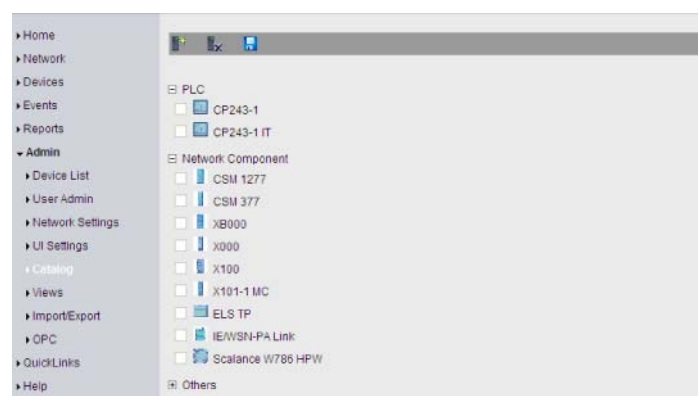 Home
Network
Devices
Events
Reports
Admin
Device List
User Admin
Network Settings
UI Settings
Catalog
Views
Import/Export
OPC
QuickLinks
Help
PLC
CP243-1
CP243-1 IT
Network Component
CSM 1277
CSM 377
XB000
X000
X100
X101-1 MC
ELS TP
IE/WSN-PA Link
Scalance W786 HPW
Others